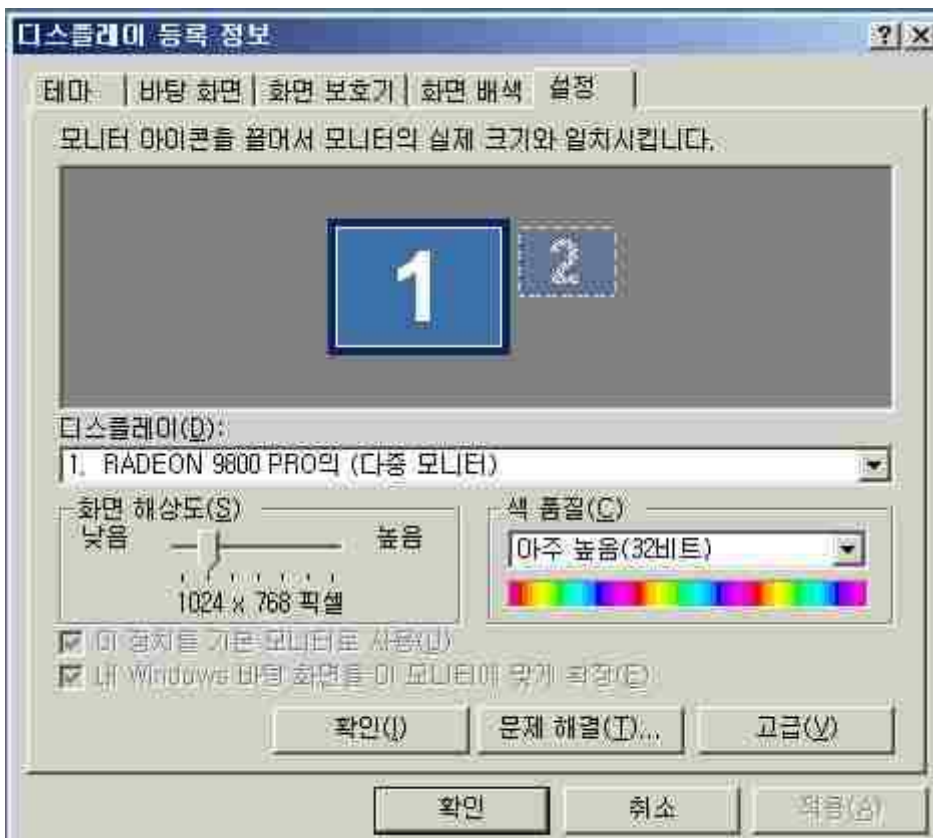 디스플레이 등록 정보
테마 바탕 화면 화면 보호기 화면 배색 설정
모니터 아이콘을 끌어서 모니터의 실제 크기와 일치시킵니다.
1 2
디스플레이(D):
1. RADEON 9800 PRO의 (다중 모니터)
화면 해상도(S)
낮음 높음
1024 x 768 픽셀
색 품질(C)
아주 높음(32비트)
이 장치를 기본 모니터로 사용(U)
내 Windows 바탕 화면을 이 모니터에 맞게 확장(E)
확인(I) 문제 해결(T)... 고급(V)
확인 취소 적용(A)